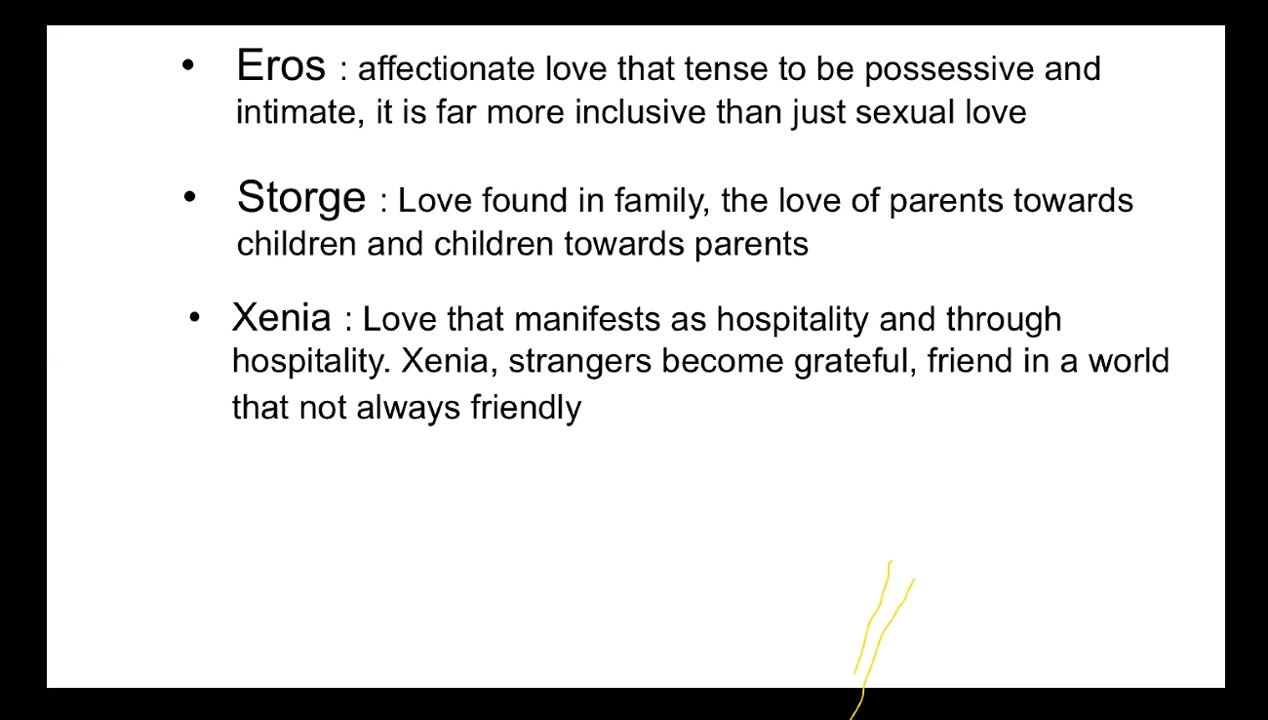 • Eros : affectionate love that tense to be possessive and
intimate, it is far more inclusive than just sexual love
• Storge : Love found in family, the love of parents towards
children and children towards parents
• Xenia : Love that manifests as hospitality and through
hospitality. Xenia, strangers become grateful, friend in a world
that not always friendly